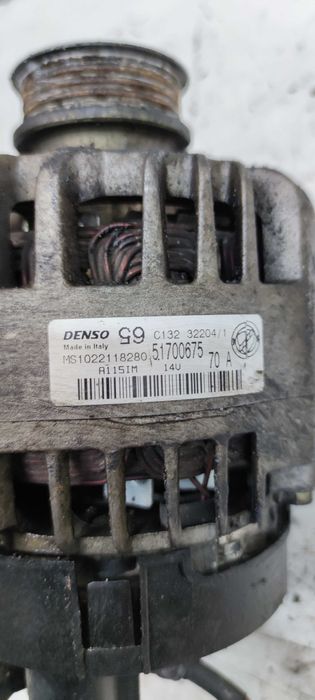 DENSO 65 C132 32204/1
Made in Italy
MS1022118280 51700675 70 A
A115IM 14V